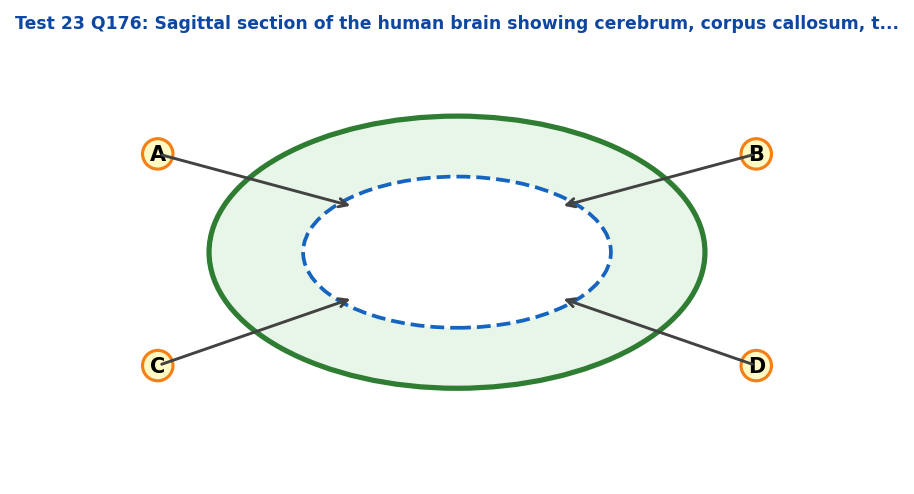 Test 23 Q176: Sagittal section of the human brain showing cerebrum, corpus callosum, t...
A
B
C
D